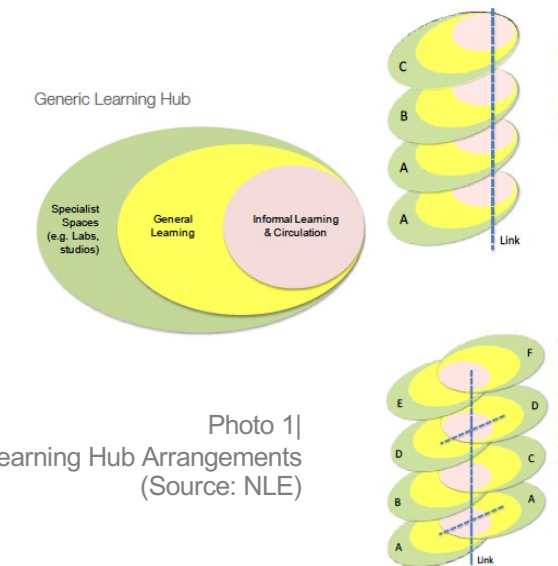 Generic Learning Hub
Specialist
Spaces
(e.g. Labs,
studios)
General
Learning
Informal Learning
& Circulation
C
B
A
A
Link
F
E
D
D
C
B
A
A
Link
Photo 1|
earning Hub Arrangements
(Source: NLE)